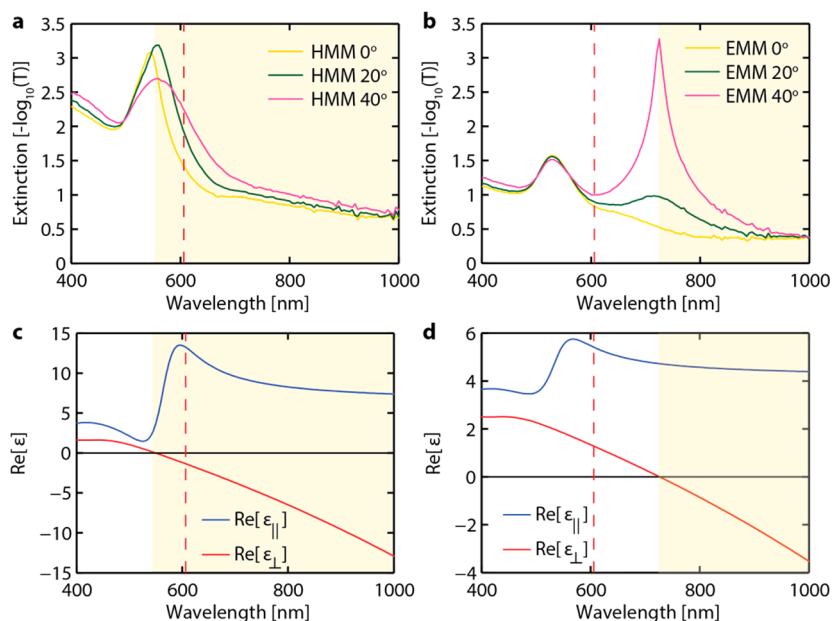 a
3.5
3
2.5
2
1.5
1
0.5
0
Extinction [-log₁₀(T)]
HMM 0°
HMM 20°
HMM 40°
400 600 800 1000
Wavelength [nm]
b
3.5
3
2.5
2
1.5
1
0.5
0
Extinction [-log₁₀(T)]
EMM 0°
EMM 20°
EMM 40°
400 600 800 1000
Wavelength [nm]
c
15
10
5
0
−5
−10
−15
Re[ε]
Re[ε||]
Re[ε⊥]
400 600 800 1000
Wavelength [nm]
d
6
4
2
0
−2
−4
Re[ε]
Re[ε||]
Re[ε⊥]
400 600 800 1000
Wavelength [nm]